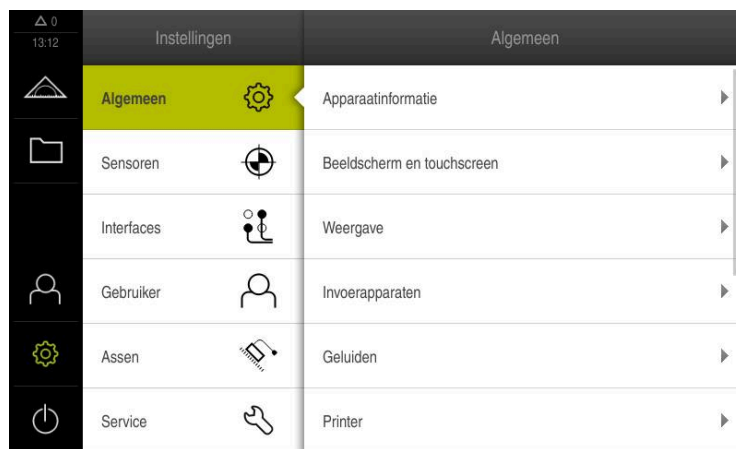 0
13:12
Instellingen
Algemeen
Algemeen
Sensoren
Interfaces
Gebruiker
Assen
Service
Apparaatinformatie
Beeldscherm en touchscreen
Weergave
Invoerapparaten
Geluiden
Printer